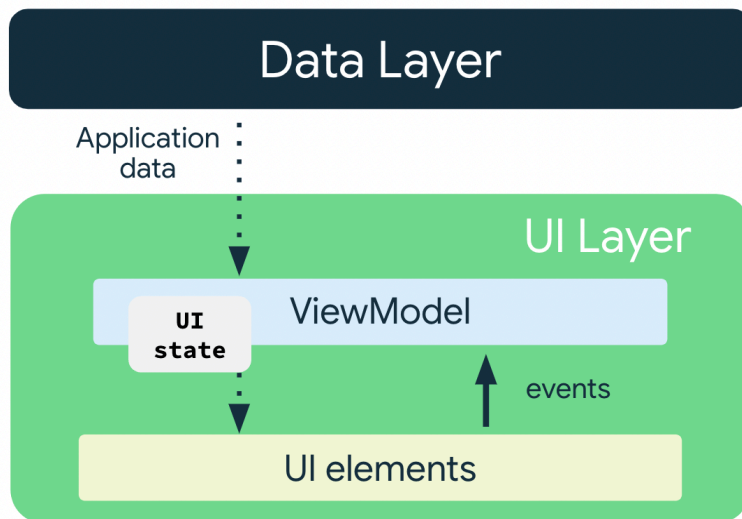 Data Layer
Application
data
UI Layer
ViewModel
UI
state
events
UI elements